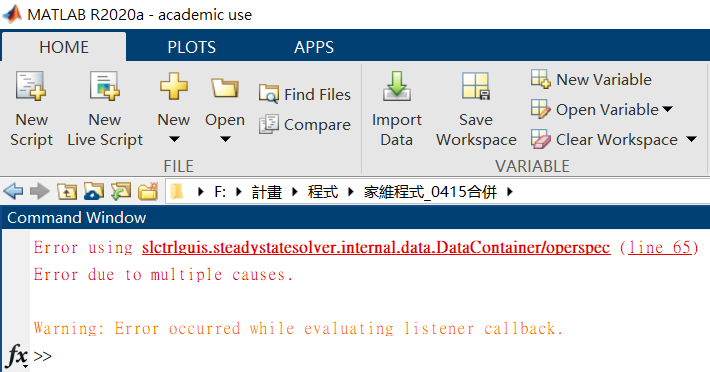 MATLAB R2020a - academic use
HOME PLOTS APPS
New Script
New Live Script
New
Open
Find Files
Compare
Import Data
Save Workspace
New Variable
Open Variable
Clear Workspace
FILE VARIABLE
F: 計畫 程式 家維程式_0415合併
Command Window
Error using slctrlguis.steadystatesolver.internal.data.DataContainer/operspec (line 65)
Error due to multiple causes.
Warning: Error occurred while evaluating listener callback.
fx >>